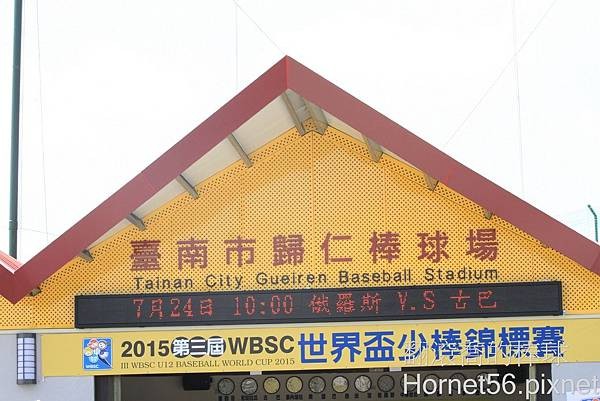 臺南市歸仁棒球場
Tainan City Gueiren Baseball Stadium
7月24日 10:00 俄羅斯 V.S 古巴
2015第三屆WBSC世界盃少棒錦標賽
III WBSC U12 BASEBALL WORLD CUP 2015
WBSC
Hornet56.pixnet